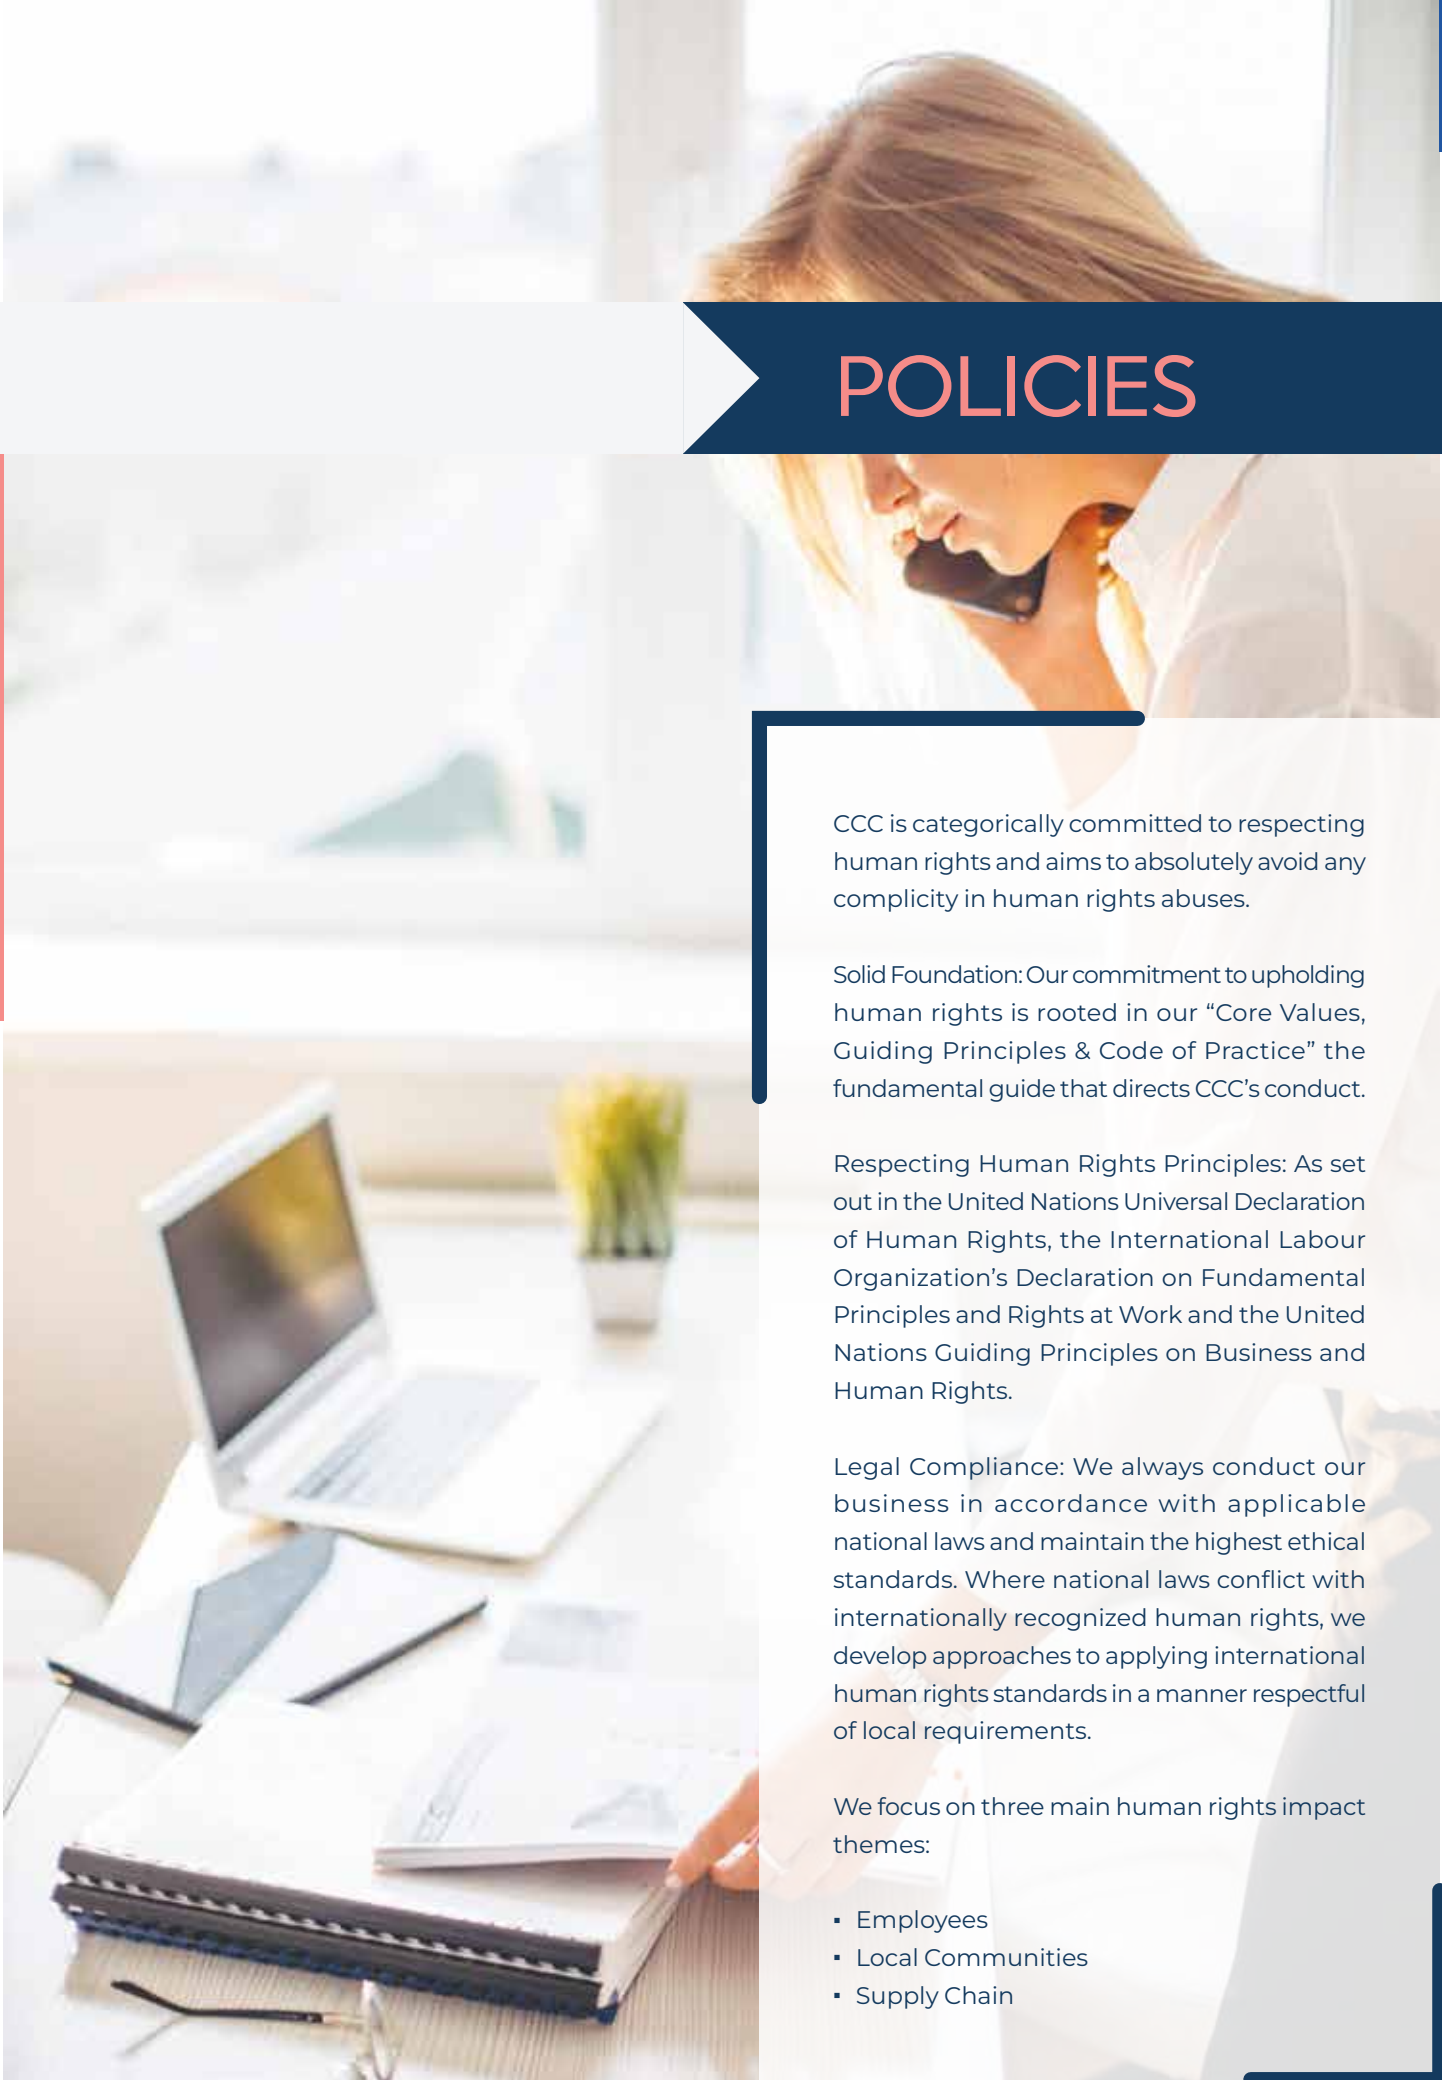 POLICIES
CCC is categorically committed to respecting
human rights and aims to absolutely avoid any
complicity in human rights abuses.
Solid Foundation: Our commitment to upholding
human rights is rooted in our “Core Values,
Guiding Principles & Code of Practice” the
fundamental guide that directs CCC’s conduct.
Respecting Human Rights Principles: As set
out in the United Nations Universal Declaration
of Human Rights, the International Labour
Organization’s Declaration on Fundamental
Principles and Rights at Work and the United
Nations Guiding Principles on Business and
Human Rights.
Legal Compliance: We always conduct our
business in accordance with applicable
national laws and maintain the highest ethical
standards. Where national laws conflict with
internationally recognized human rights, we
develop approaches to applying international
human rights standards in a manner respectful
of local requirements.
We focus on three main human rights impact
themes:
▪ Employees
▪ Local Communities
▪ Supply Chain